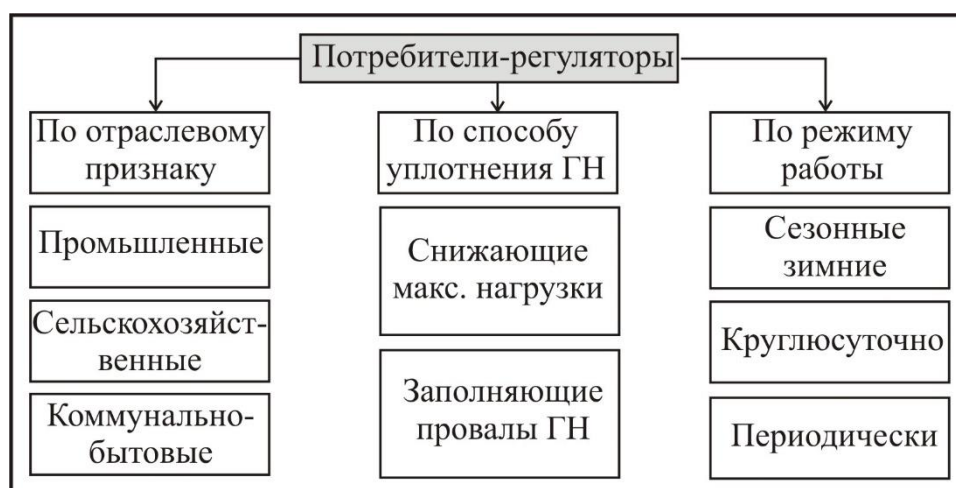 Потребители-регуляторы
По отраслевому
признаку
Промышленные
Сельскохозяйст-
венные
Коммунально-
бытовые
По способу
уплотнения ГН
Снижающие
макс. нагрузки
Заполняющие
провалы ГН
По режиму
работы
Сезонные
зимние
Круглюсуточно
Периодически